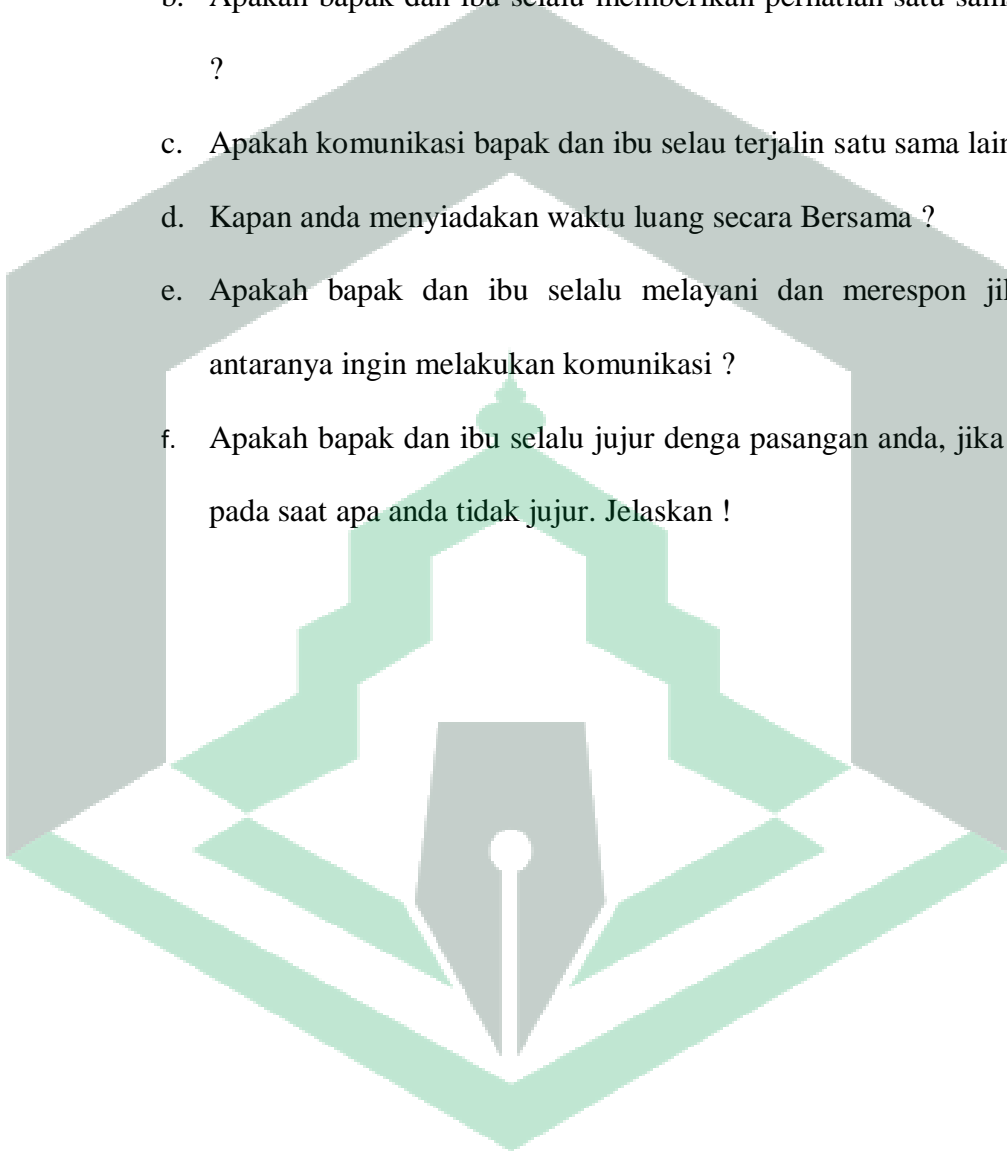 b. Apakah bapak dan ibu selalu memberikan perhatian satu sama
?
c. Apakah komunikasi bapak dan ibu selau terjalin satu sama lain
d. Kapan anda menyiadakan waktu luang secara Bersama ?
e. Apakah bapak dan ibu selalu melayani dan merespon
antaranya ingin melakukan komunikasi ?
f. Apakah bapak dan ibu selalu jujur denga pasangan anda, jika
pada saat apa anda tidak jujur. Jelaskan !